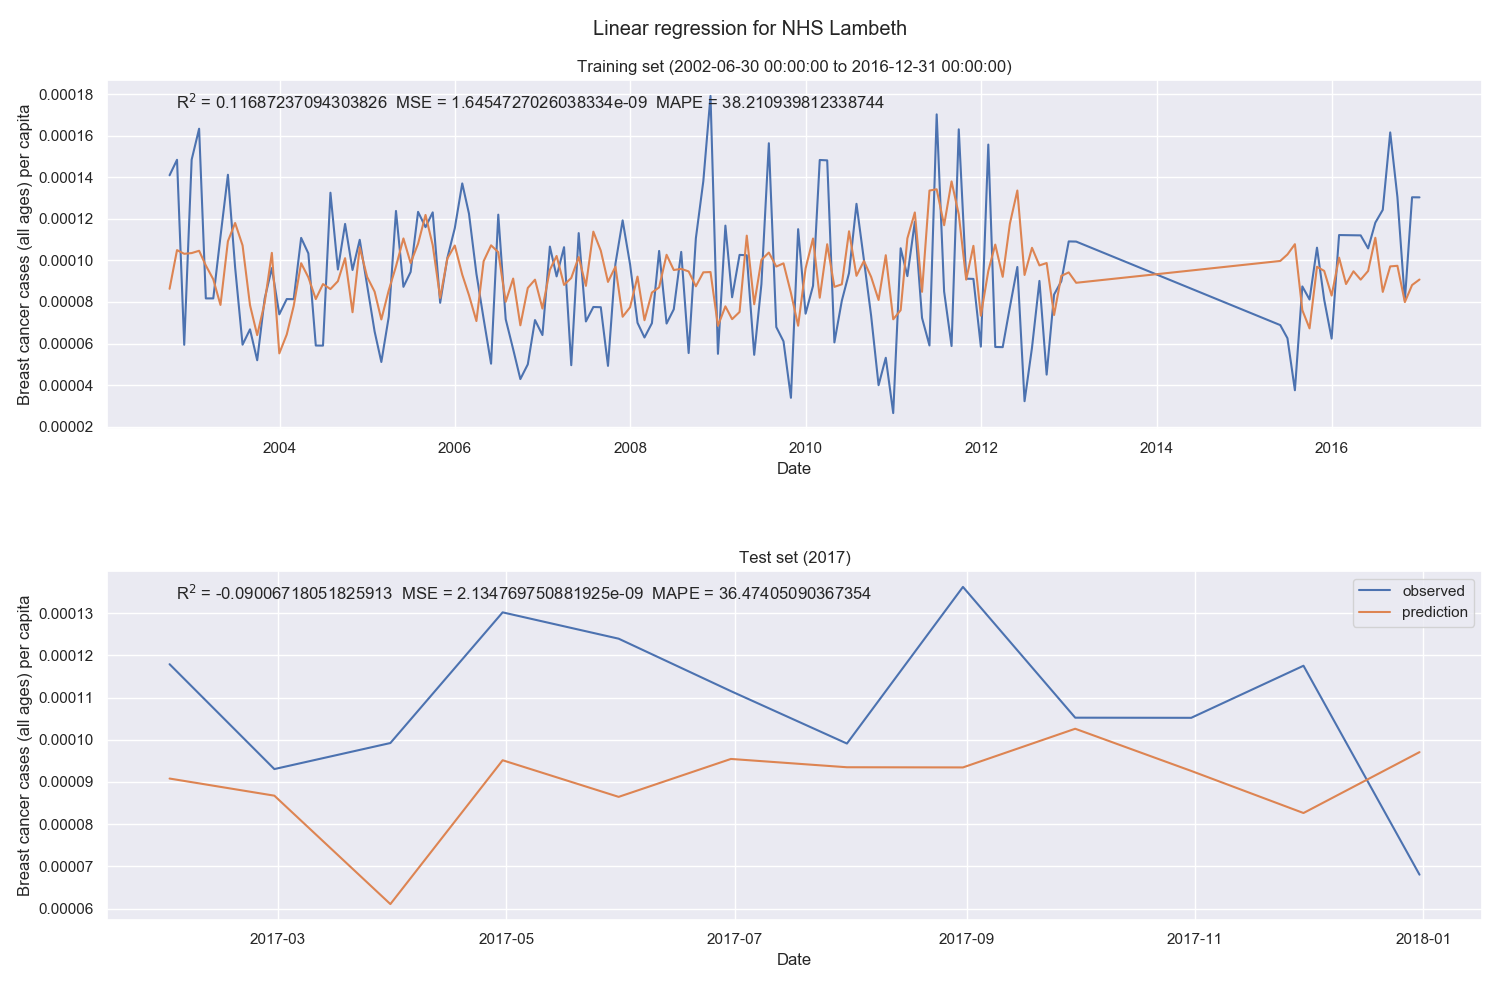 Linear regression for NHS Lambeth
Training set (2002-06-30 00:00:00 to 2016-12-31 00:00:00)
R² = 0.11687237094303826 MSE = 1.6454727026038334e-09 MAPE = 38.210939812338744
Breast cancer cases (all ages) per capita
0.00018
0.00016
0.00014
0.00012
0.00010
0.00008
0.00006
0.00004
0.00002
2004 2006 2008 2010 2012 2014 2016
Date
Test set (2017)
R² = -0.09006718051825913 MSE = 2.134769750881925e-09 MAPE = 36.47405090367354
observed
prediction
Breast cancer cases (all ages) per capita
0.00013
0.00012
0.00011
0.00010
0.00009
0.00008
0.00007
0.00006
2017-03 2017-05 2017-07 2017-09 2017-11 2018-01
Date